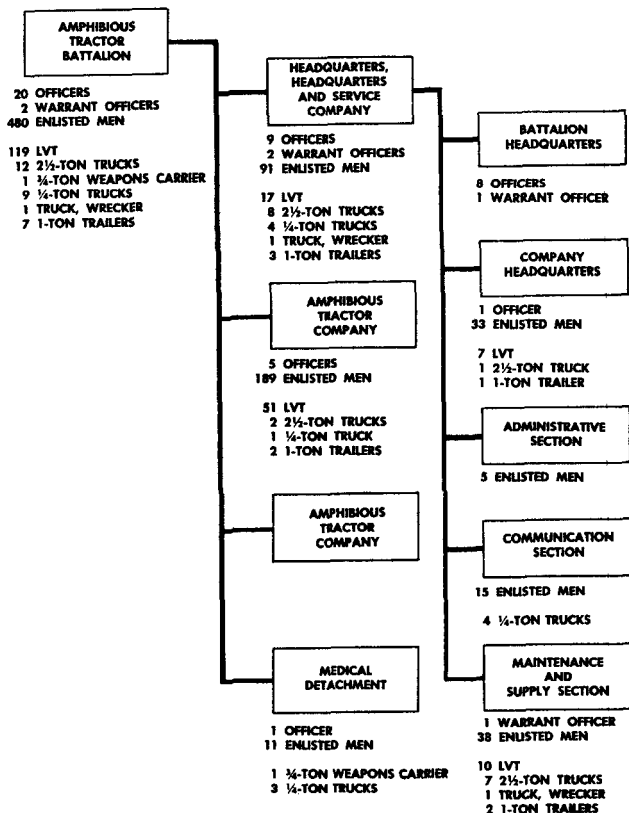 AMPHIBIOUS
TRACTOR
BATTALION
20 OFFICERS
2 WARRANT OFFICERS
480 ENLISTED MEN
119 LVT
12 2½-TON TRUCKS
1 ¾-TON WEAPONS CARRIER
9 ¼-TON TRUCKS
1 TRUCK, WRECKER
7 1-TON TRAILERS
HEADQUARTERS,
HEADQUARTERS
AND SERVICE
COMPANY
9 OFFICERS
2 WARRANT OFFICERS
91 ENLISTED MEN
17 LVT
8 2½-TON TRUCKS
4 ¼-TON TRUCKS
1 TRUCK, WRECKER
3 1-TON TRAILERS
AMPHIBIOUS
TRACTOR
COMPANY
5 OFFICERS
189 ENLISTED MEN
51 LVT
2 2½-TON TRUCKS
1 ¼-TON TRUCK
2 1-TON TRAILERS
AMPHIBIOUS
TRACTOR
COMPANY
MEDICAL
DETACHMENT
1 OFFICER
11 ENLISTED MEN
1 ¾-TON WEAPONS CARRIER
3 ¼-TON TRUCKS
BATTALION
HEADQUARTERS
8 OFFICERS
1 WARRANT OFFICER
COMPANY
HEADQUARTERS
1 OFFICER
33 ENLISTED MEN
7 LVT
1 2½-TON TRUCK
1 1-TON TRAILER
ADMINISTRATIVE
SECTION
5 ENLISTED MEN
COMMUNICATION
SECTION
15 ENLISTED MEN
4 ¼-TON TRUCKS
MAINTENANCE
AND
SUPPLY SECTION
1 WARRANT OFFICER
38 ENLISTED MEN
10 LVT
7 2½-TON TRUCKS
1 TRUCK, WRECKER
2 1-TON TRAILERS